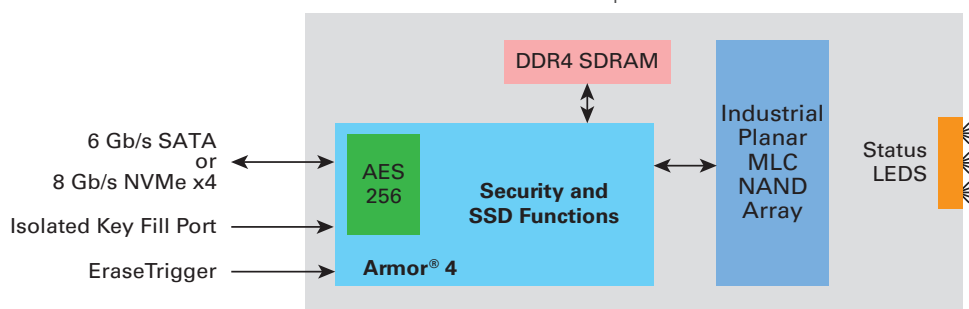 DDR4 SDRAM
6 Gb/s SATA
or
8 Gb/s NVMe x4
Isolated Key Fill Port
EraseTrigger
AES
256
Security and
SSD Functions
Armor® 4
Industrial
Planar
MLC
NAND
Array
Status
LEDS